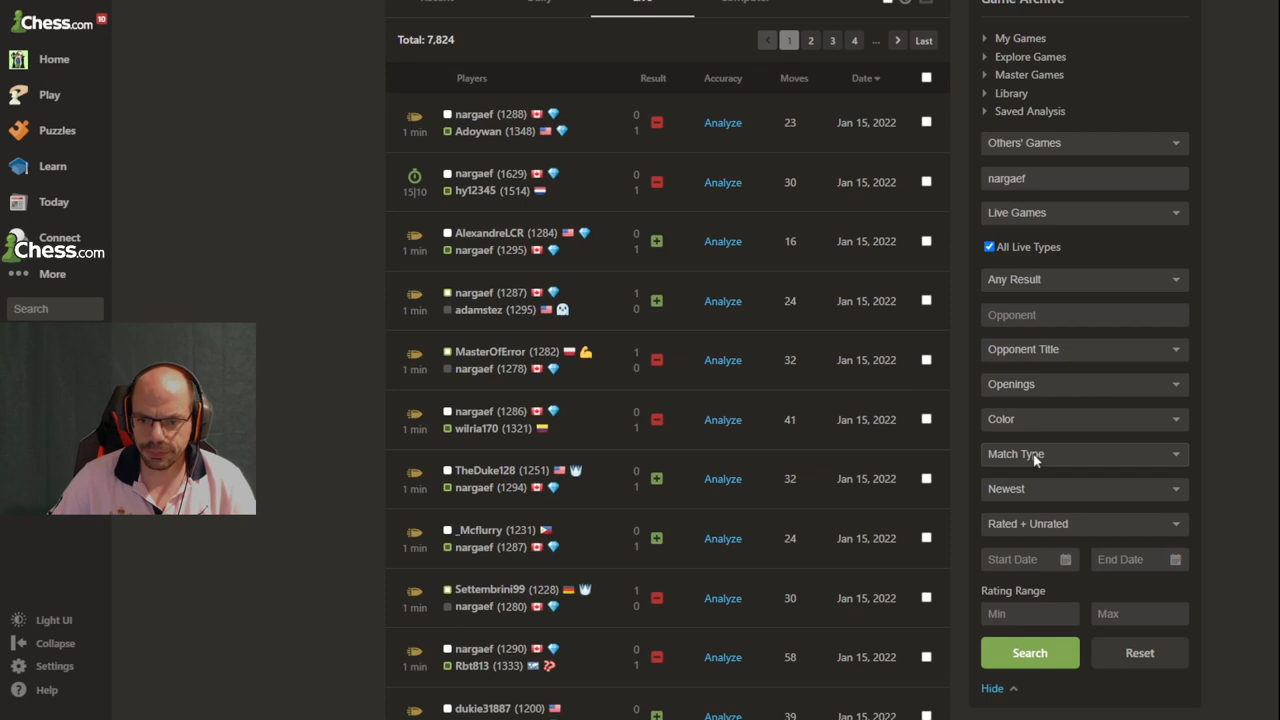 Chess.com 10
Home
Play
Puzzles
Learn
Today
Connect
Chess.com
More
Search
Light UI
Collapse
Settings
Help
Total: 7,824
1 2 3 4 ... Last
Players Result Accuracy Moves Date
1 min nargaef (1288) 0 Analyze 23 Jan 15, 2022
Adoywan (1348) 1
15|10 nargaef (1629) 0 Analyze 30 Jan 15, 2022
hy12345 (1514) 1
1 min AlexandreLCR (1284) 0 Analyze 16 Jan 15, 2022
nargaef (1295) 1
1 min nargaef (1287) 1 Analyze 24 Jan 15, 2022
adamstez (1295) 0
1 min MasterOfError (1282) 1 Analyze 32 Jan 15, 2022
nargaef (1278) 0
1 min nargaef (1286) 0 Analyze 41 Jan 15, 2022
wilria170 (1321) 1
1 min TheDuke128 (1251) 0 Analyze 32 Jan 15, 2022
nargaef (1294) 1
1 min _Mcflurry (1231) 0 Analyze 24 Jan 15, 2022
nargaef (1287) 1
1 min Settembrini99 (1228) 1 Analyze 30 Jan 15, 2022
nargaef (1280) 0
1 min nargaef (1290) 0 Analyze 58 Jan 15, 2022
Rbt813 (1333) 1
dukie31887 (1200) 0 Analyze 39 Jan 15, 2022
Game Archive
My Games
Explore Games
Master Games
Library
Saved Analysis
Others' Games
nargaef
Live Games
All Live Types
Any Result
Opponent
Opponent Title
Openings
Color
Match Type
Newest
Rated + Unrated
Start Date End Date
Rating Range
Min Max
Search Reset
Hide